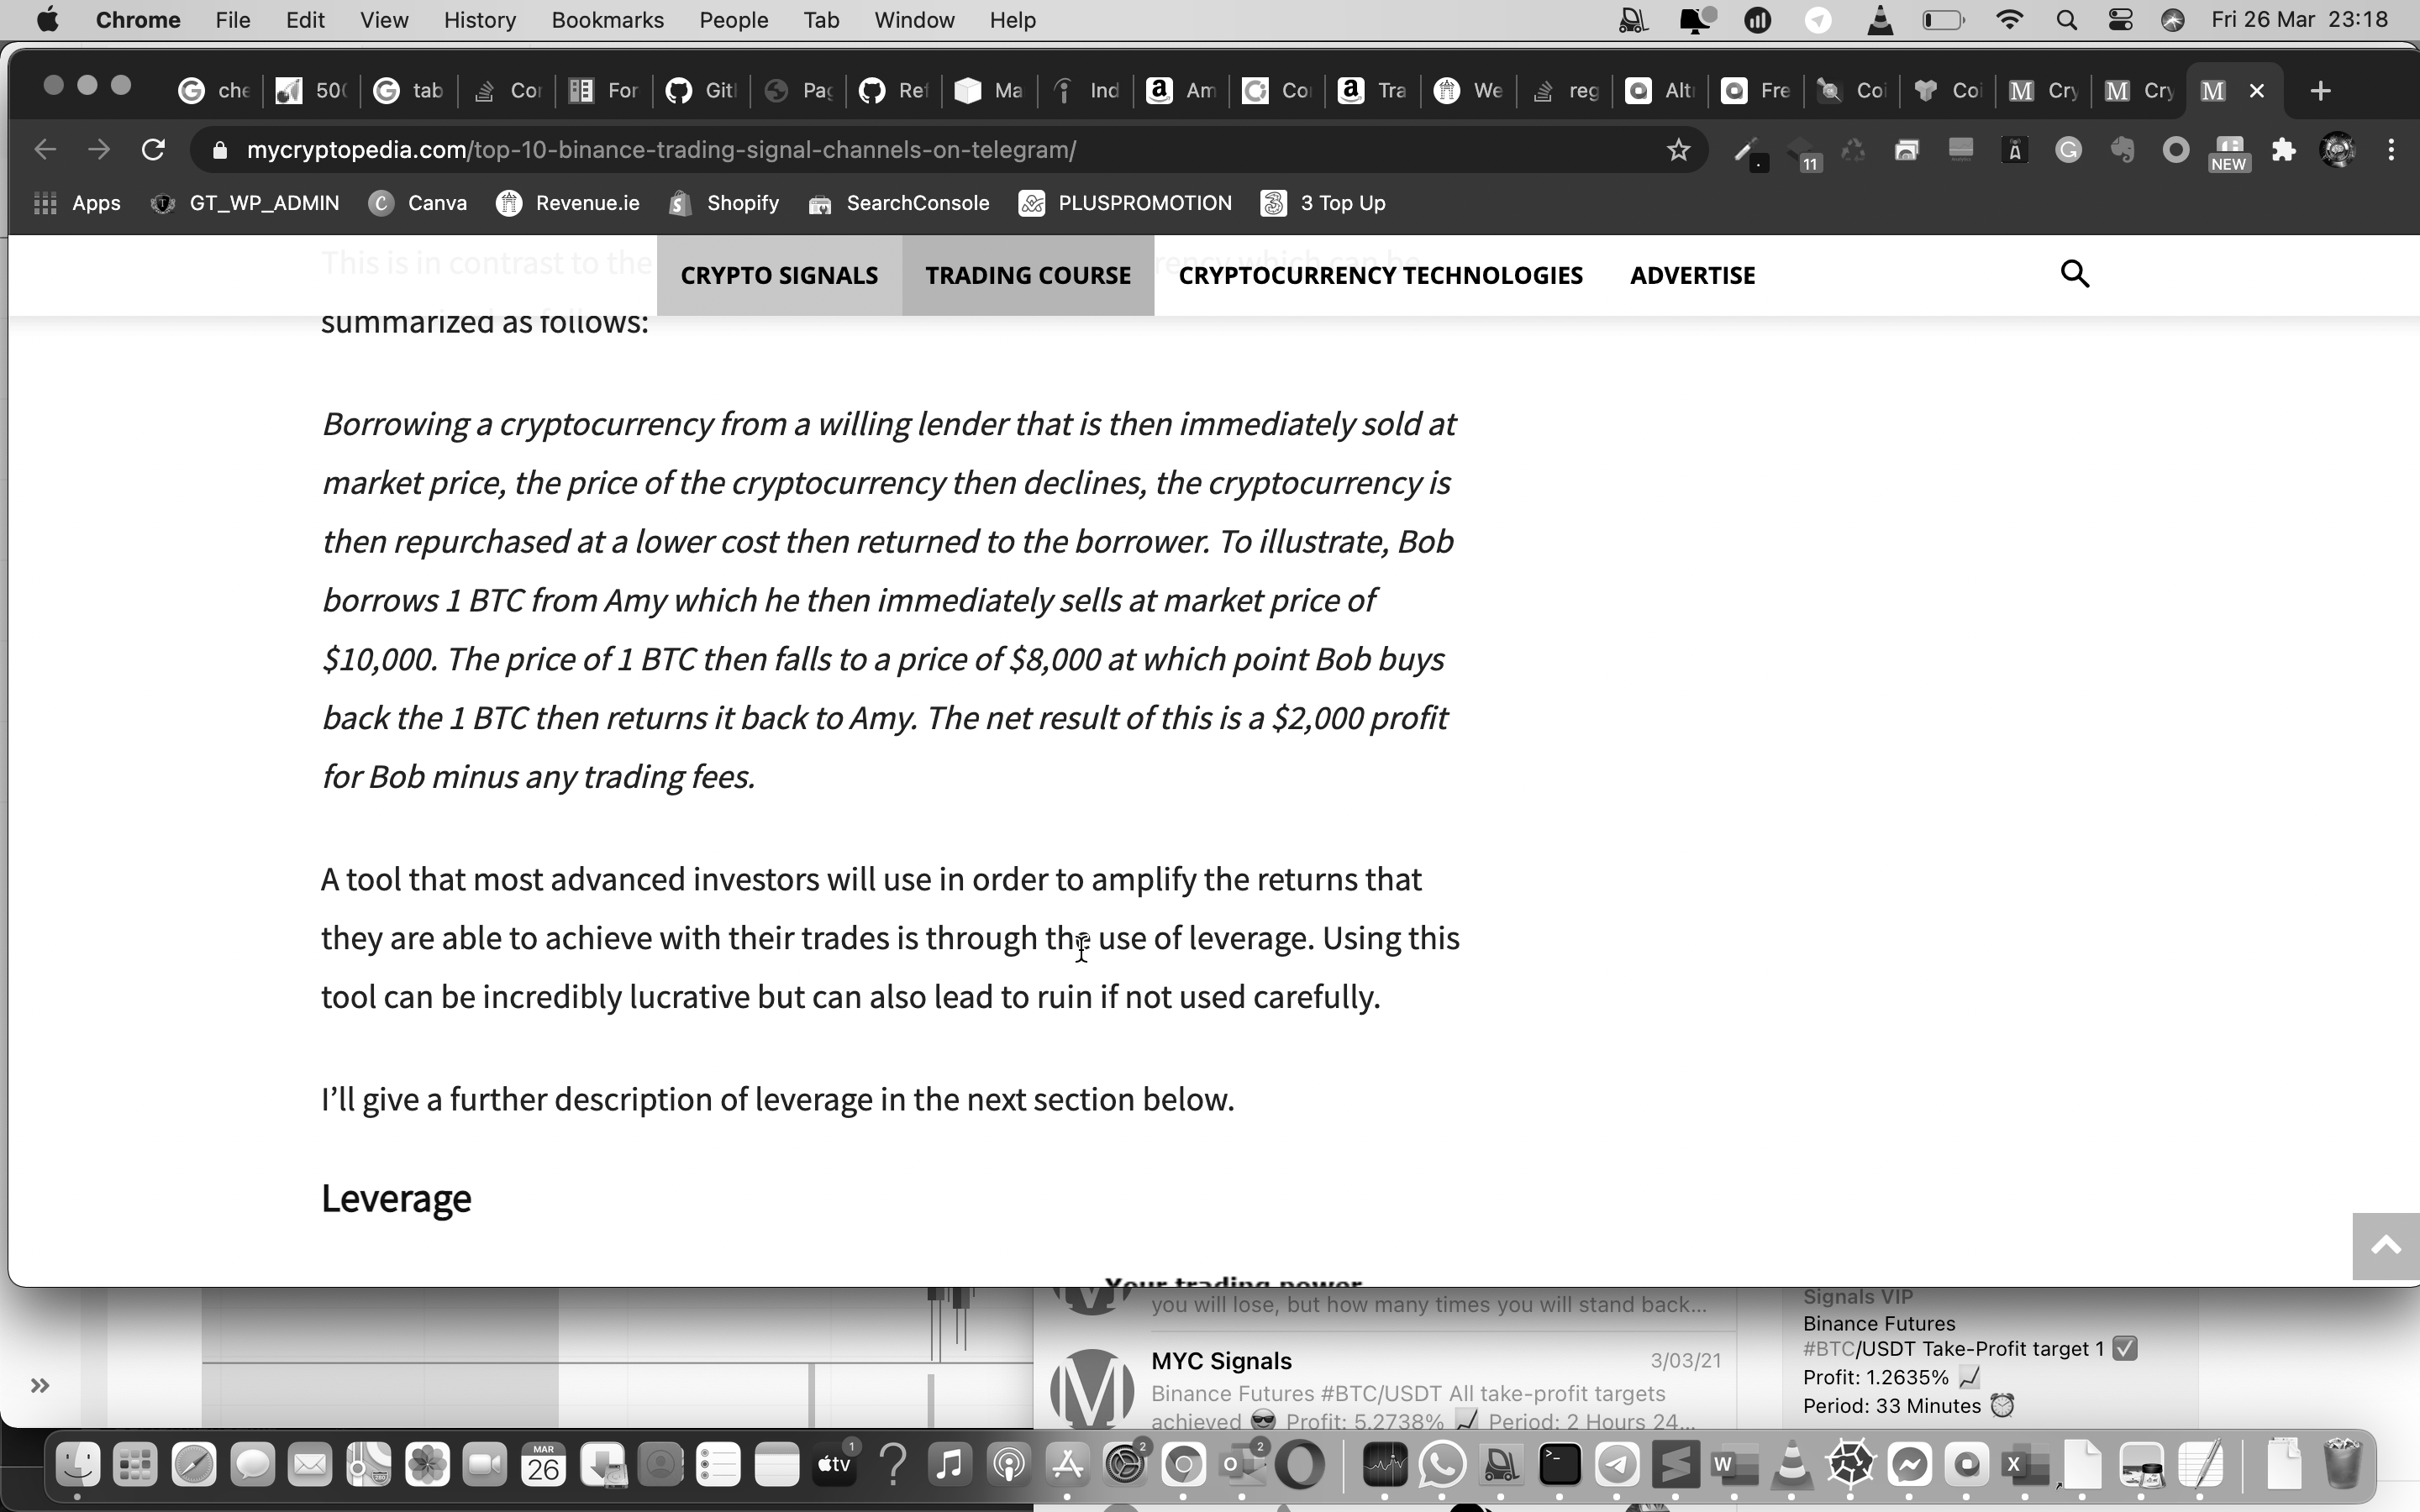 Chrome File Edit View History Bookmarks People Tab Window Help Fri 26 Mar 23:18
che 50( tab Cor For Git Pag Ref Ma Ind Am Co Tra We reg Alt Fre Coi Coi Cry Cry
mycryptopedia.com/top-10-binance-trading-signal-channels-on-telegram/ 11 NEW
Apps GT_WP_ADMIN Canva Revenue.ie Shopify SearchConsole PLUSPROMOTION 3 Top Up
CRYPTO SIGNALS TRADING COURSE CRYPTOCURRENCY TECHNOLOGIES ADVERTISE
This is in contrast to the rency which can be
summarized as follows:
Borrowing a cryptocurrency from a willing lender that is then immediately sold at
market price, the price of the cryptocurrency then declines, the cryptocurrency is
then repurchased at a lower cost then returned to the borrower. To illustrate, Bob
borrows 1 BTC from Amy which he then immediately sells at market price of
$10,000. The price of 1 BTC then falls to a price of $8,000 at which point Bob buys
back the 1 BTC then returns it back to Amy. The net result of this is a $2,000 profit
for Bob minus any trading fees.
A tool that most advanced investors will use in order to amplify the returns that
they are able to achieve with their trades is through the use of leverage. Using this
tool can be incredibly lucrative but can also lead to ruin if not used carefully.
I’ll give a further description of leverage in the next section below.
Leverage
Your trading power
you will lose, but how many times you will stand back...
MYC Signals 3/03/21
Binance Futures #BTC/USDT All take-profit targets
achieved 😎 Profit: 5.2738% 📈 Period: 2 Hours 24...
Signals VIP
Binance Futures
#BTC/USDT Take-Profit target 1 ☑️
Profit: 1.2635% 📈
Period: 33 Minutes ⏰
MAR
26
tv
1
2
2